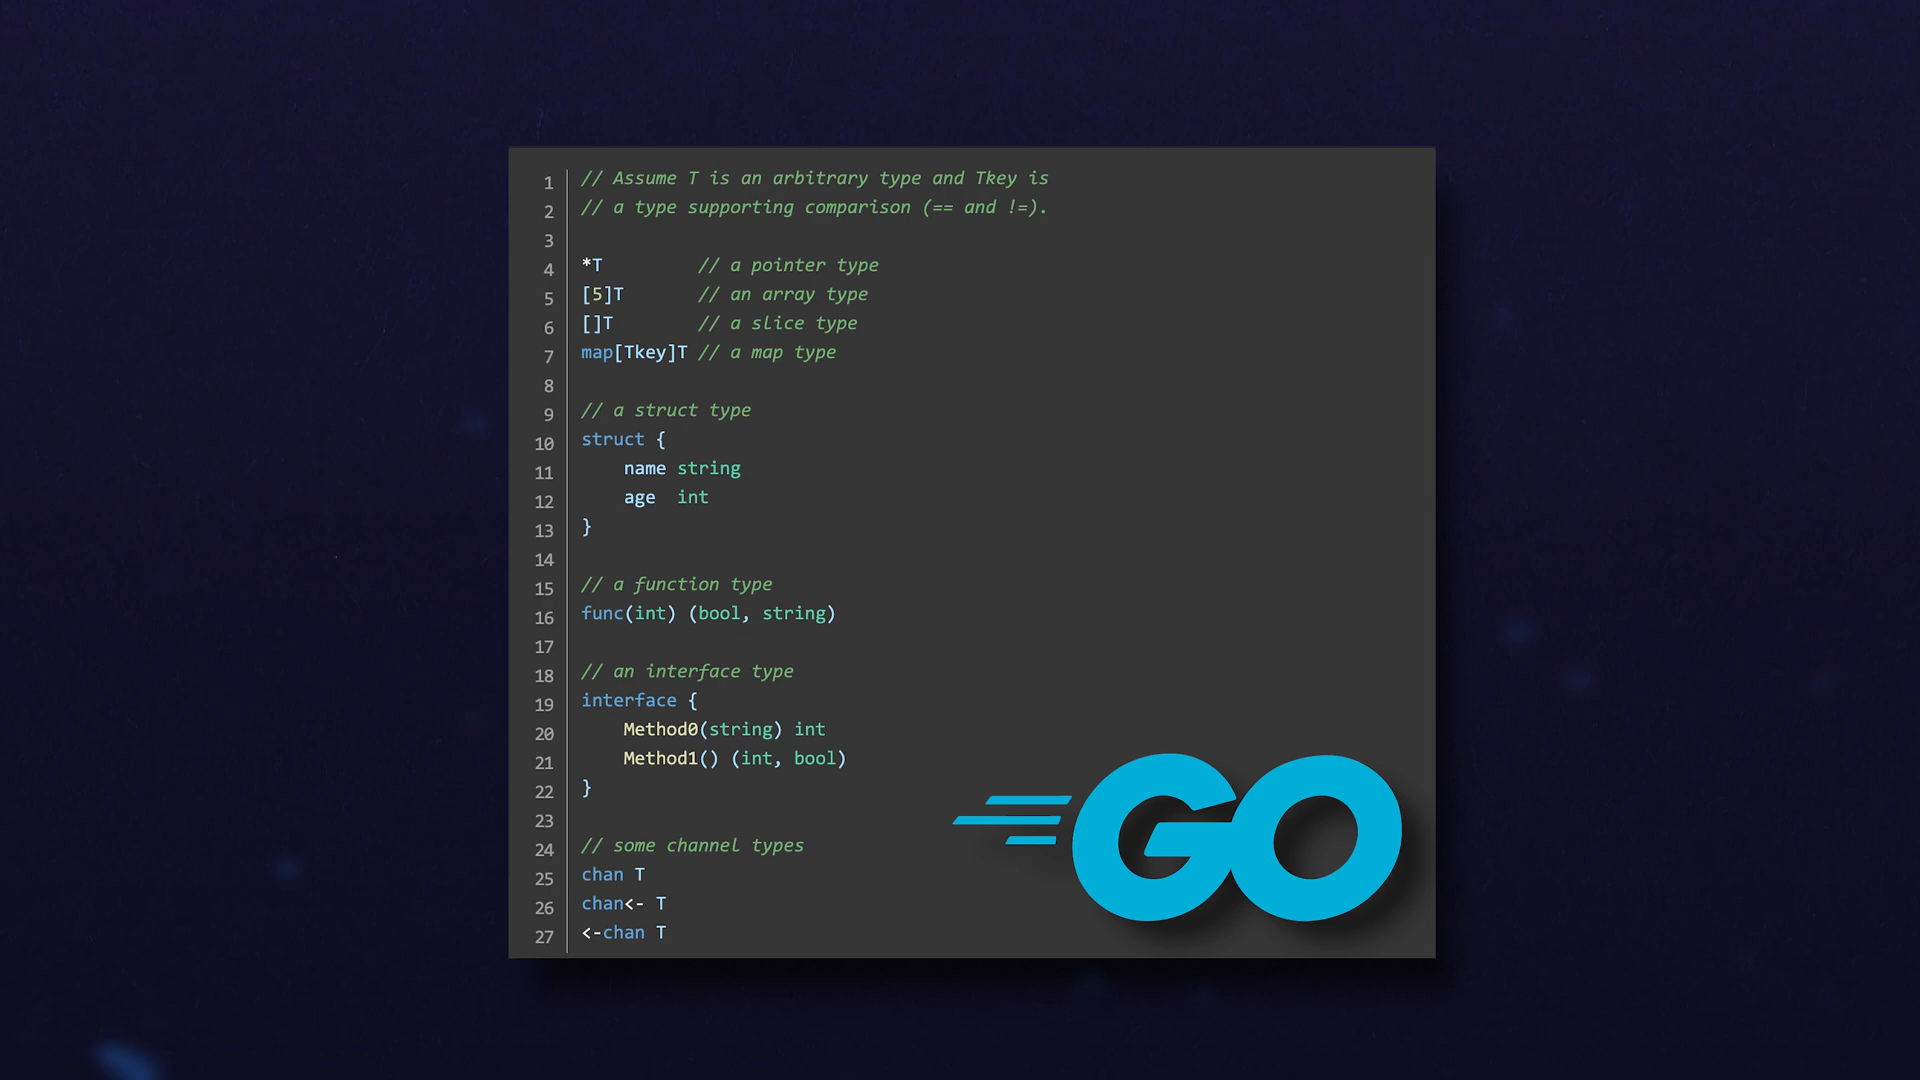 1 // Assume T is an arbitrary type and Tkey is
2 // a type supporting comparison (== and !=).
3
4 *T // a pointer type
5 [5]T // an array type
6 []T // a slice type
7 map[Tkey]T // a map type
8
9 // a struct type
10 struct {
11 name string
12 age int
13 }
14
15 // a function type
16 func(int) (bool, string)
17
18 // an interface type
19 interface {
20 Method0(string) int
21 Method1() (int, bool)
22 }
23
24 // some channel types
25 chan T
26 chan<- T
27 <-chan T
GO